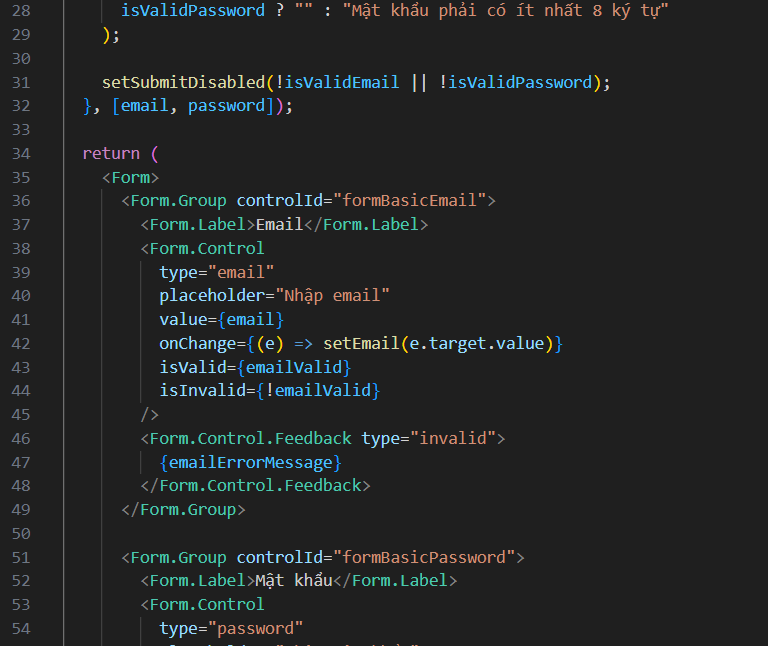 28 isValidPassword ? "" : "Mật khẩu phải có ít nhất 8 ký tự"
29 );
30
31 setSubmitDisabled(!isValidEmail || !isValidPassword);
32 }, [email, password]);
33
34 return (
35 <Form>
36 <Form.Group controlId="formBasicEmail">
37 <Form.Label>Email</Form.Label>
38 <Form.Control
39 type="email"
40 placeholder="Nhập email"
41 value={email}
42 onChange={(e) => setEmail(e.target.value)}
43 isValid={emailValid}
44 isInvalid={!emailValid}
45 />
46 <Form.Control.Feedback type="invalid">
47 {emailErrorMessage}
48 </Form.Control.Feedback>
49 </Form.Group>
50
51 <Form.Group controlId="formBasicPassword">
52 <Form.Label>Mật khẩu</Form.Label>
53 <Form.Control
54 type="password"